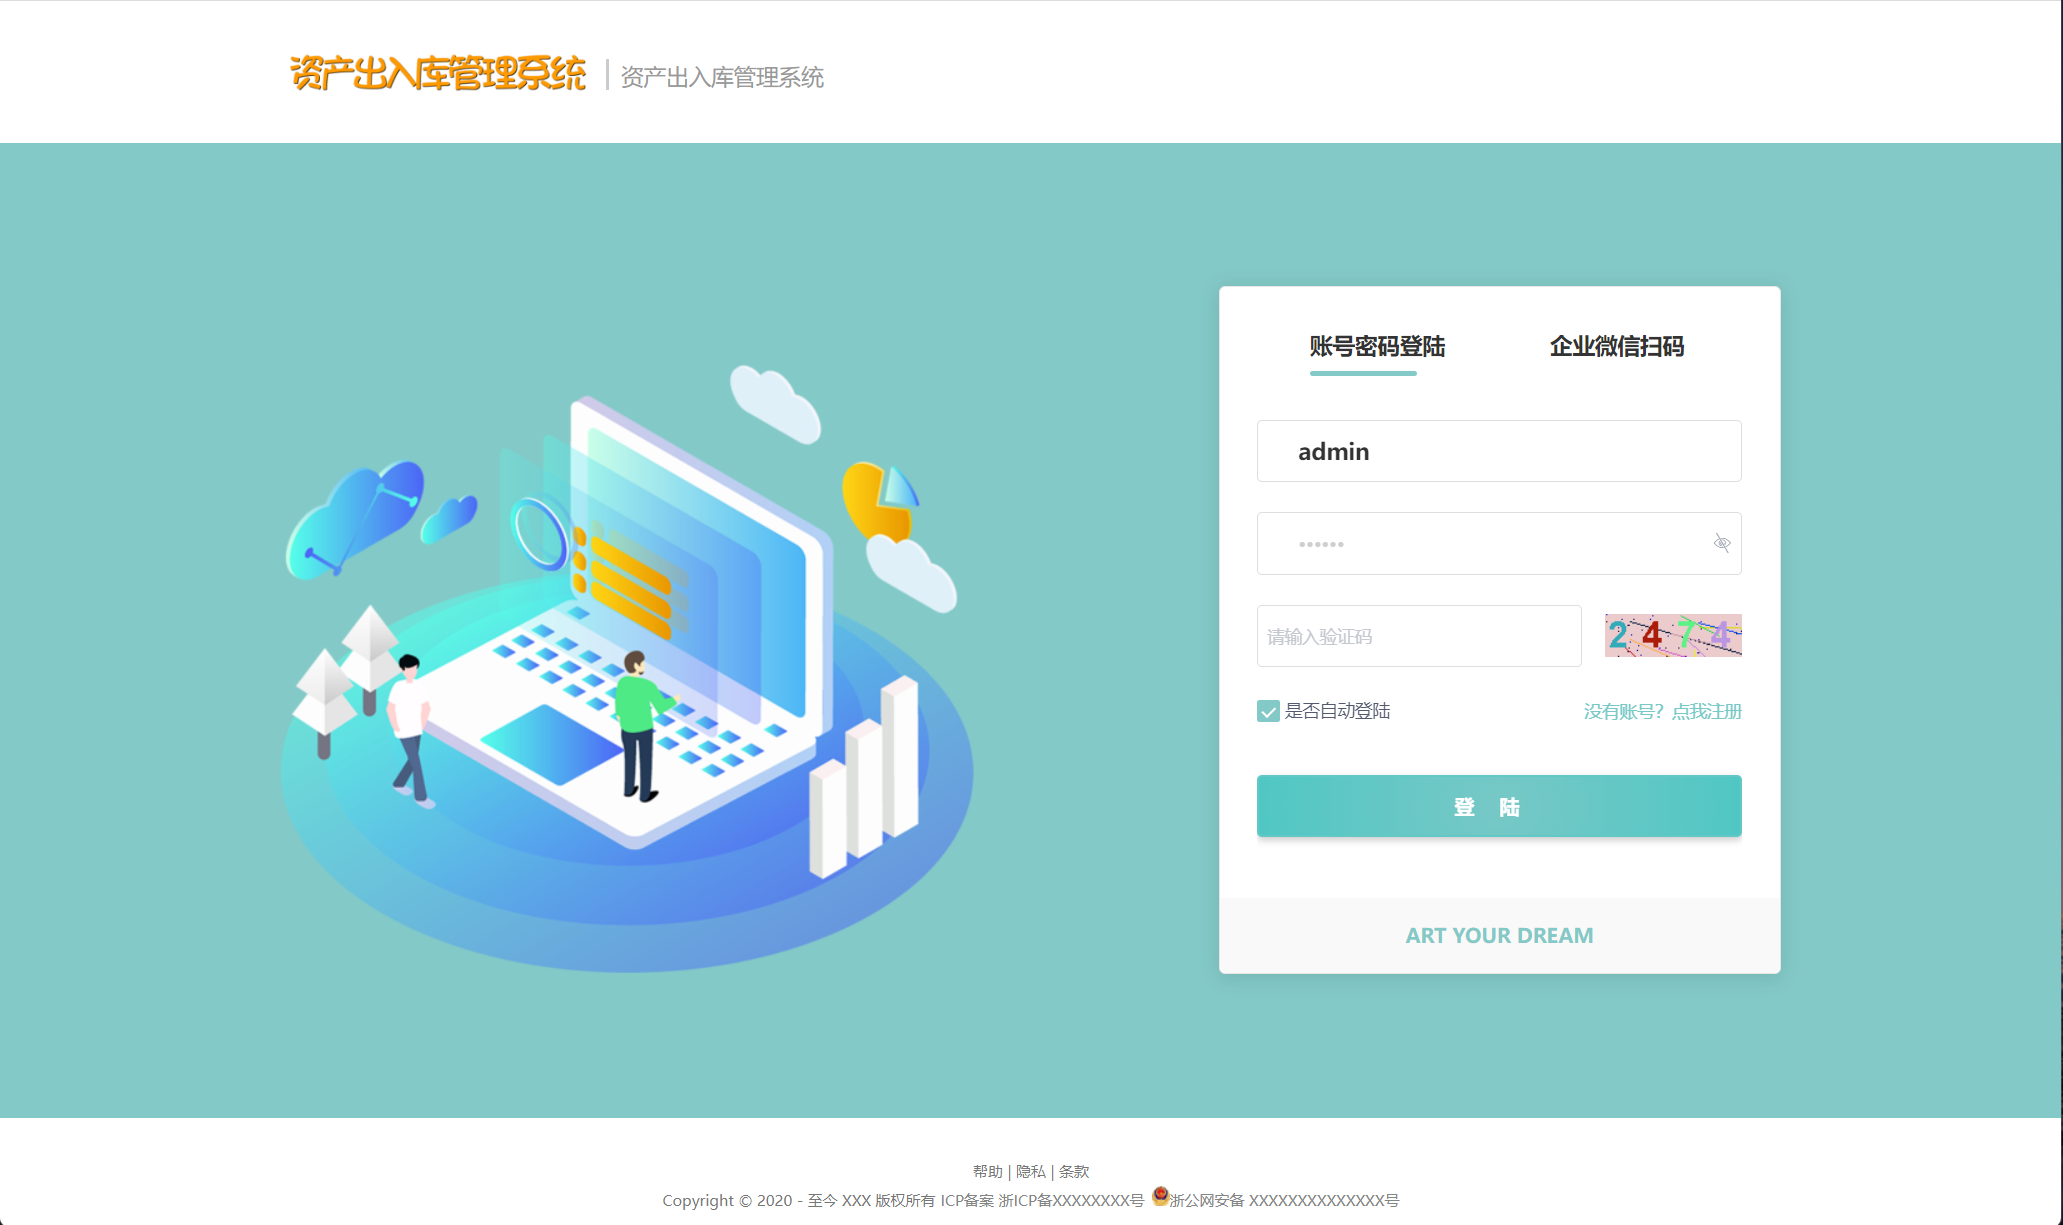 资产出入库管理系统 资产出入库管理系统
账号密码登陆 企业微信扫码
admin
••••••
请输入验证码 2 4 7 4
是否自动登陆 没有账号？点我注册
登 陆
ART YOUR DREAM
帮助 | 隐私 | 条款
Copyright © 2020 - 至今 XXX 版权所有 ICP备案 浙ICP备XXXXXXXX号 浙公网安备 XXXXXXXXXXXXXX号